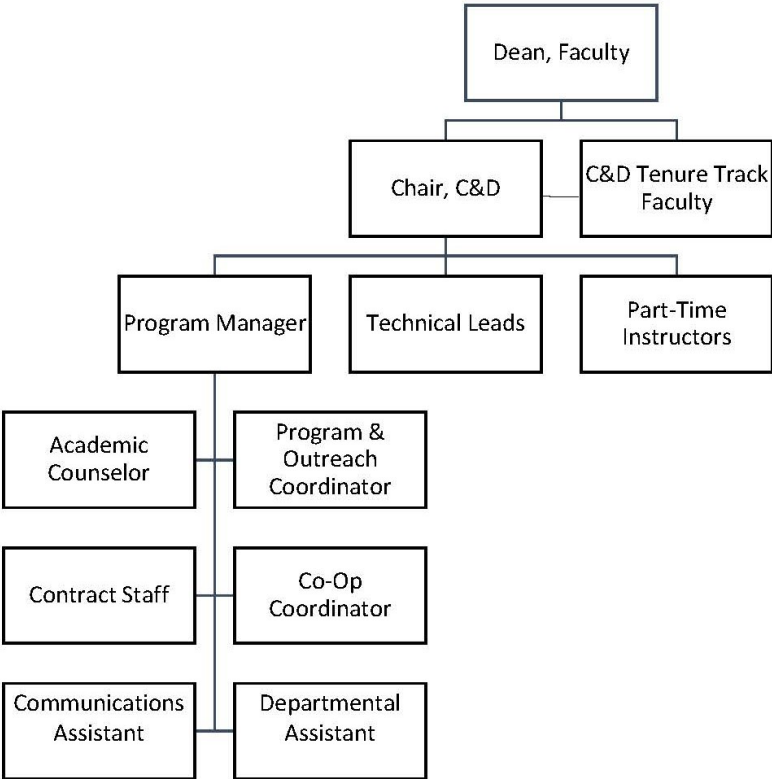 Dean, Faculty
Chair, C&D
C&D Tenure Track
Faculty
Program Manager
Technical Leads
Part-Time
Instructors
Academic
Counselor
Program &
Outreach
Coordinator
Contract Staff
Co-Op
Coordinator
Communications
Assistant
Departmental
Assistant